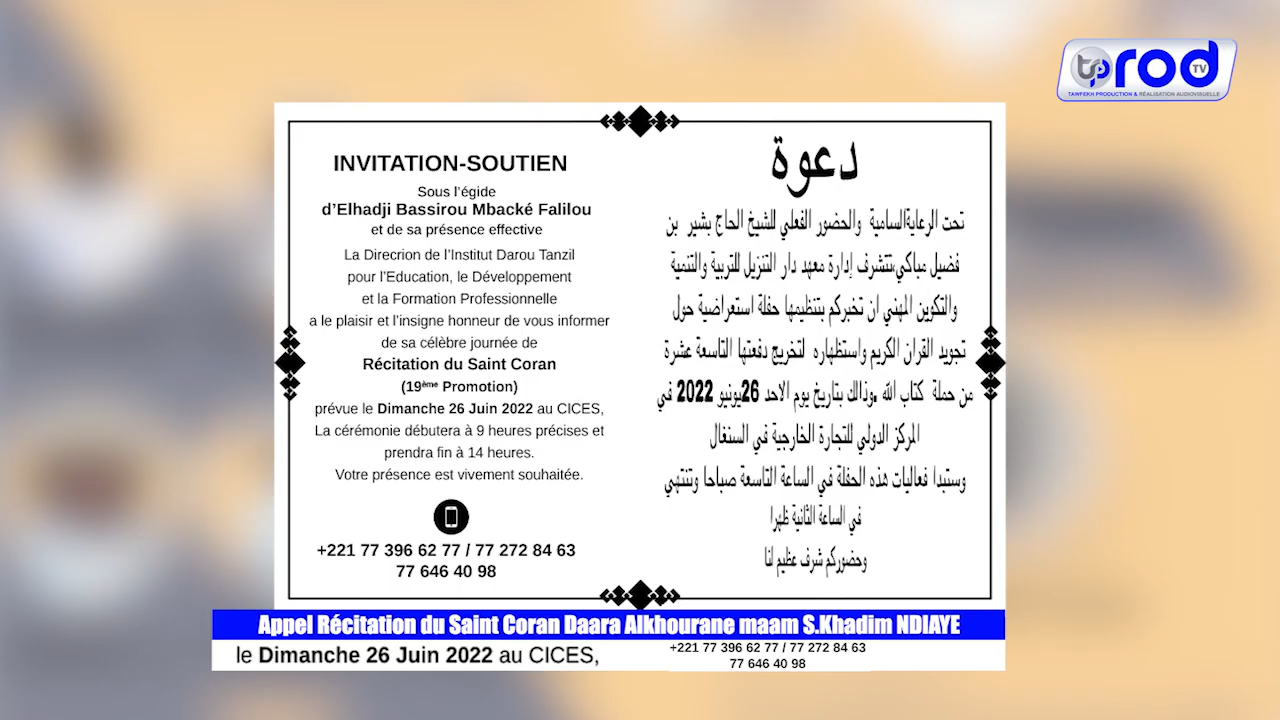 tp rod TV
TAWFEKH PRODUCTION & RÉALISATION AUDIOVISUELLE
INVITATION-SOUTIEN
Sous l'égide
d'Elhadji Bassirou Mbacké Falilou
et de sa présence effective
La Direcrion de l'Institut Darou Tanzil
pour l'Education, le Développement
et la Formation Professionnelle
a le plaisir et l'insigne honneur de vous informer
de sa célèbre journée de
Récitation du Saint Coran
(19ème Promotion)
prévue le Dimanche 26 Juin 2022 au CICES,
La cérémonie débutera à 9 heures précises et
prendra fin à 14 heures.
Votre présence est vivement souhaitée.
+221 77 396 62 77 / 77 272 84 63
77 646 40 98
دعوة
تحت الرعايةالسامية والحضور الفعلي للشيخ الحاج بشير بن
فضيل مباكي،تتشرف إدارة معهد دار التنزيل للتربية والتنمية
والتكوين المهني ان تخبركم بتنظيمها حفلة استعراضية حول
تجويد القران الكريم واستظهاره لتخريج دفعتها التاسعة عشرة
من حملة كتاب الله .وذالك بتاريخ يوم الاحد 26يونيو 2022 في
المركز الدولي للتجارة الخارجية في السنغال
وستبدا فعاليات هذه الحفلة في الساعة التاسعة صباحا وتنتهي
في الساعة الثانية ظهرا
وحضوركم شرف عظيم لنا
Appel Récitation du Saint Coran Daara Alkhourane maam S.Khadim NDIAYE
le Dimanche 26 Juin 2022 au CICES,
+221 77 396 62 77 / 77 272 84 63
77 646 40 98